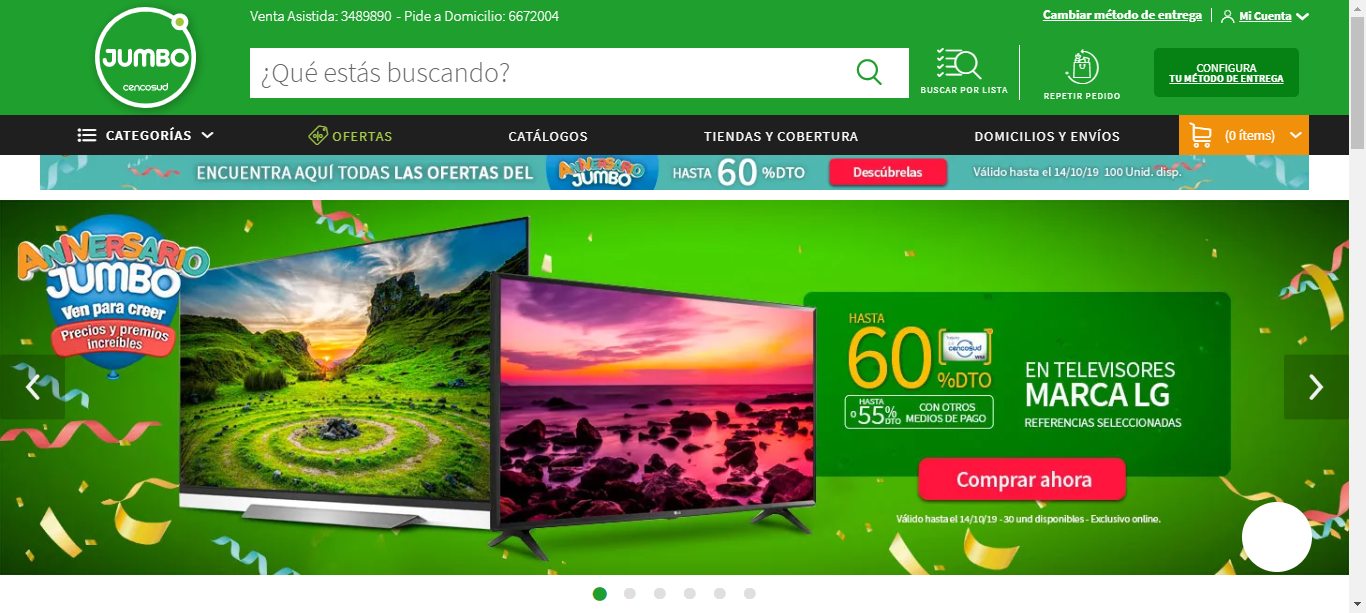 JUMBO
cencosud
Venta Asistida: 3489890 - Pide a Domicilio: 6672004
Cambiar método de entrega
Mi Cuenta
¿Qué estás buscando?
BUSCAR POR LISTA
REPETIR PEDIDO
CONFIGURA
TU MÉTODO DE ENTREGA
CATEGORÍAS
OFERTAS
CATÁLOGOS
TIENDAS Y COBERTURA
DOMICILIOS Y ENVÍOS
(0 ítems)
ENCUENTRA AQUÍ TODAS LAS OFERTAS DEL
ANIVERSARIO
JUMBO
HASTA 60 %DTO
Descúbrelas
Válido hasta el 14/10/19 100 Unid. disp.
ANIVERSARIO
JUMBO
Ven para creer
Precios y premios
increíbles
LG
HASTA
60 %DTO
cencosud
O HASTA 55% DTO
CON OTROS
MEDIOS DE PAGO
EN TELEVISORES
MARCA LG
REFERENCIAS SELECCIONADAS
Comprar ahora
Válido hasta el 14/10/19 - 30 und disponibles - Exclusivo online.